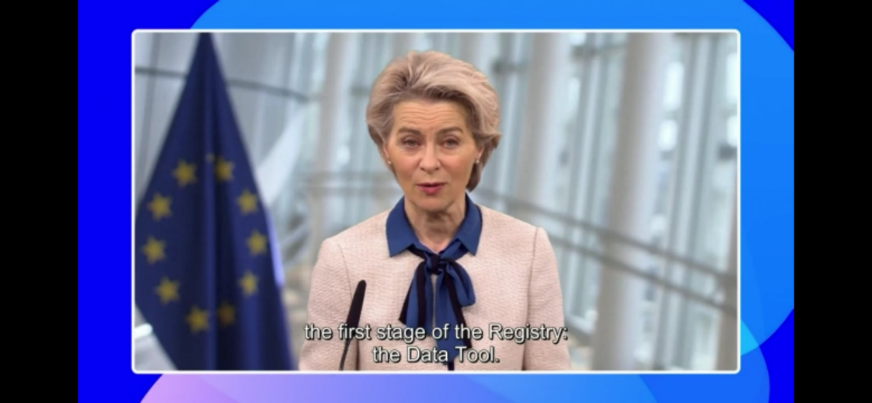 the first stage of the Registry:
the Data Tool.